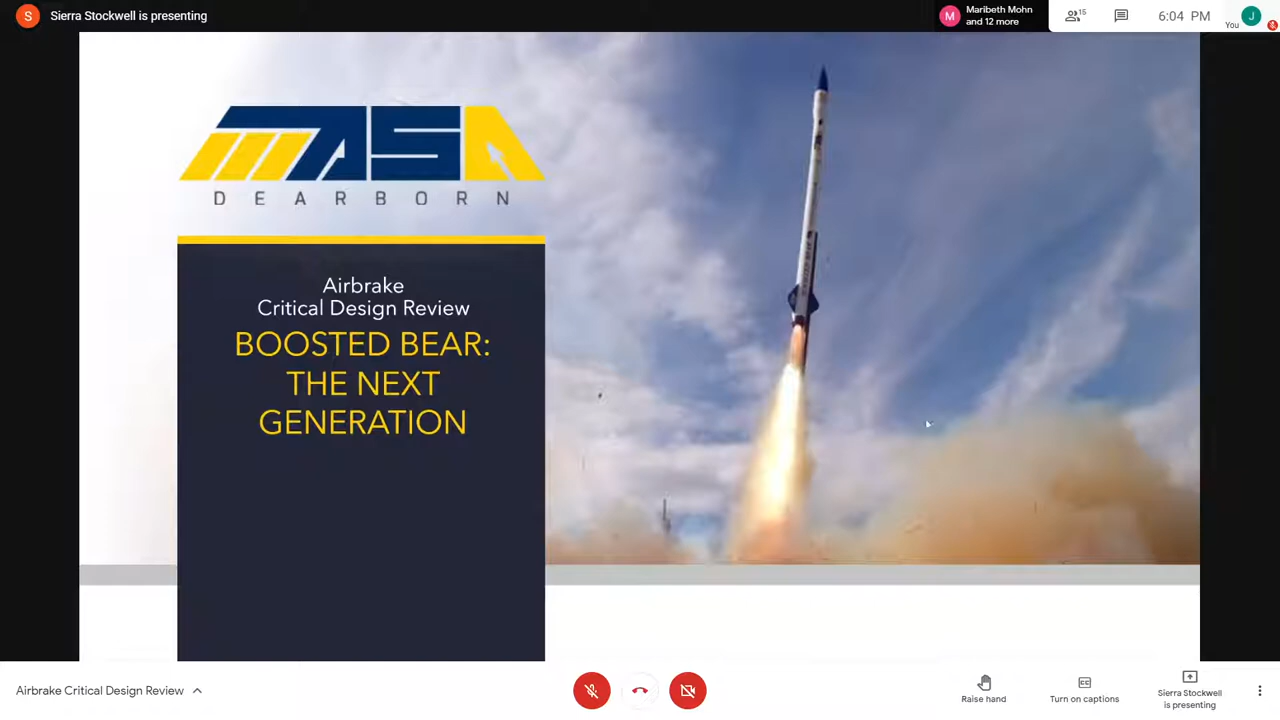 S Sierra Stockwell is presenting
M Maribeth Mohn
and 12 more
15
6:04 PM
You
J
MASA
DEARBORN
Airbrake
Critical Design Review
BOOSTED BEAR:
THE NEXT
GENERATION
Airbrake Critical Design Review
Raise hand
CC
Turn on captions
Sierra Stockwell
is presenting